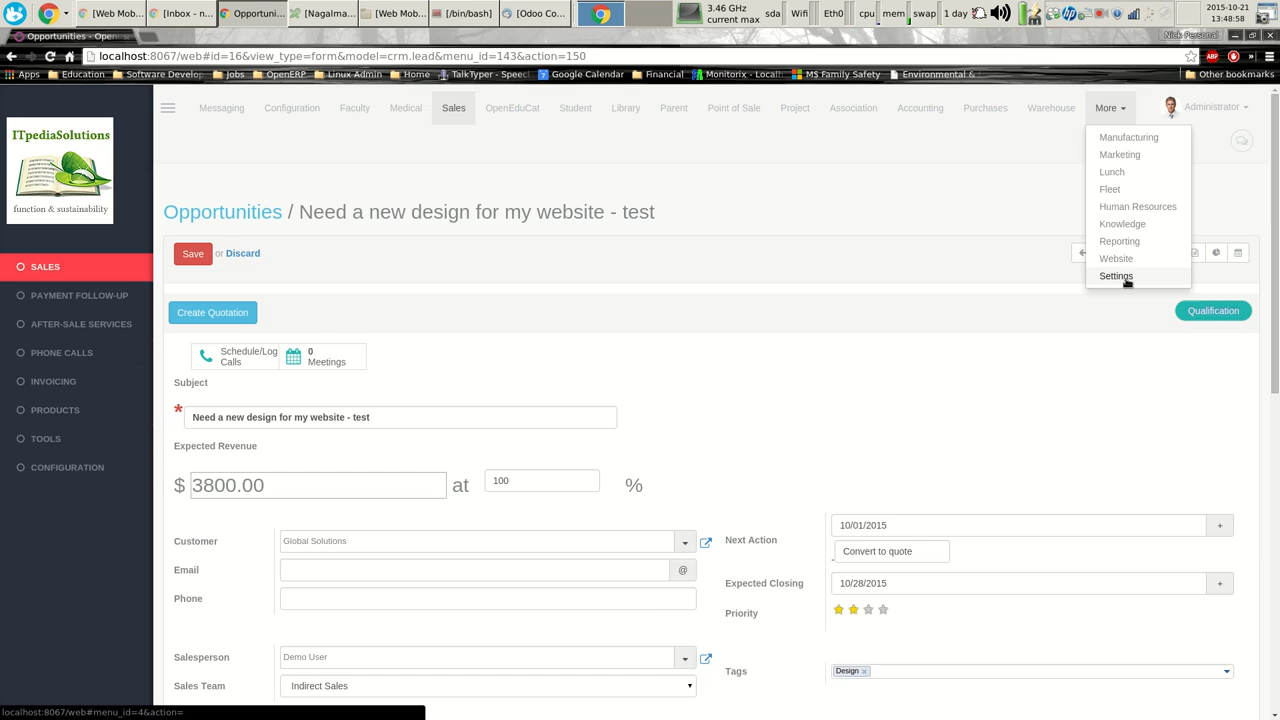 [Web Mob...
[Inbox - n...
Opportuni...
[Nagalma...
[Web Mob...
[/bin/bash]
[Odoo Co...
3.46 GHz
current max
sda
Wifi
Eth0
cpu
mem
swap
1 day
2015-10-21
13:48:58
Opportunities - Open
Nick Personal
localhost:8067/web#id=16&view_type=form&model=crm.lead&menu_id=143&action=150
Apps
Education
Software Develop
Jobs
OpenERP
Linux Admin
Home
TalkTyper - Speec
Google Calendar
Financial
Monitorix - Localh
M$ Family Safety
Environmental &
»
Other bookmarks
Messaging
Configuration
Faculty
Medical
Sales
OpenEduCat
Student
Library
Parent
Point of Sale
Project
Association
Accounting
Purchases
Warehouse
More
Administrator
Manufacturing
Marketing
Lunch
Fleet
Human Resources
Knowledge
Reporting
Website
Settings
ITpediaSolutions
function & sustainability
SALES
PAYMENT FOLLOW-UP
AFTER-SALE SERVICES
PHONE CALLS
INVOICING
PRODUCTS
TOOLS
CONFIGURATION
Opportunities / Need a new design for my website - test
Save or Discard
Create Quotation
Qualification
Schedule/Log
Calls
0
Meetings
Subject
* Need a new design for my website - test
Expected Revenue
$ 3800.00 at 100 %
Customer
Global Solutions
Email
@
Phone
Next Action
10/01/2015
+
Convert to quote
Expected Closing
10/28/2015
+
Priority
Salesperson
Demo User
Sales Team
Indirect Sales
Tags
Design x
localhost:8067/web#menu_id=4&action=